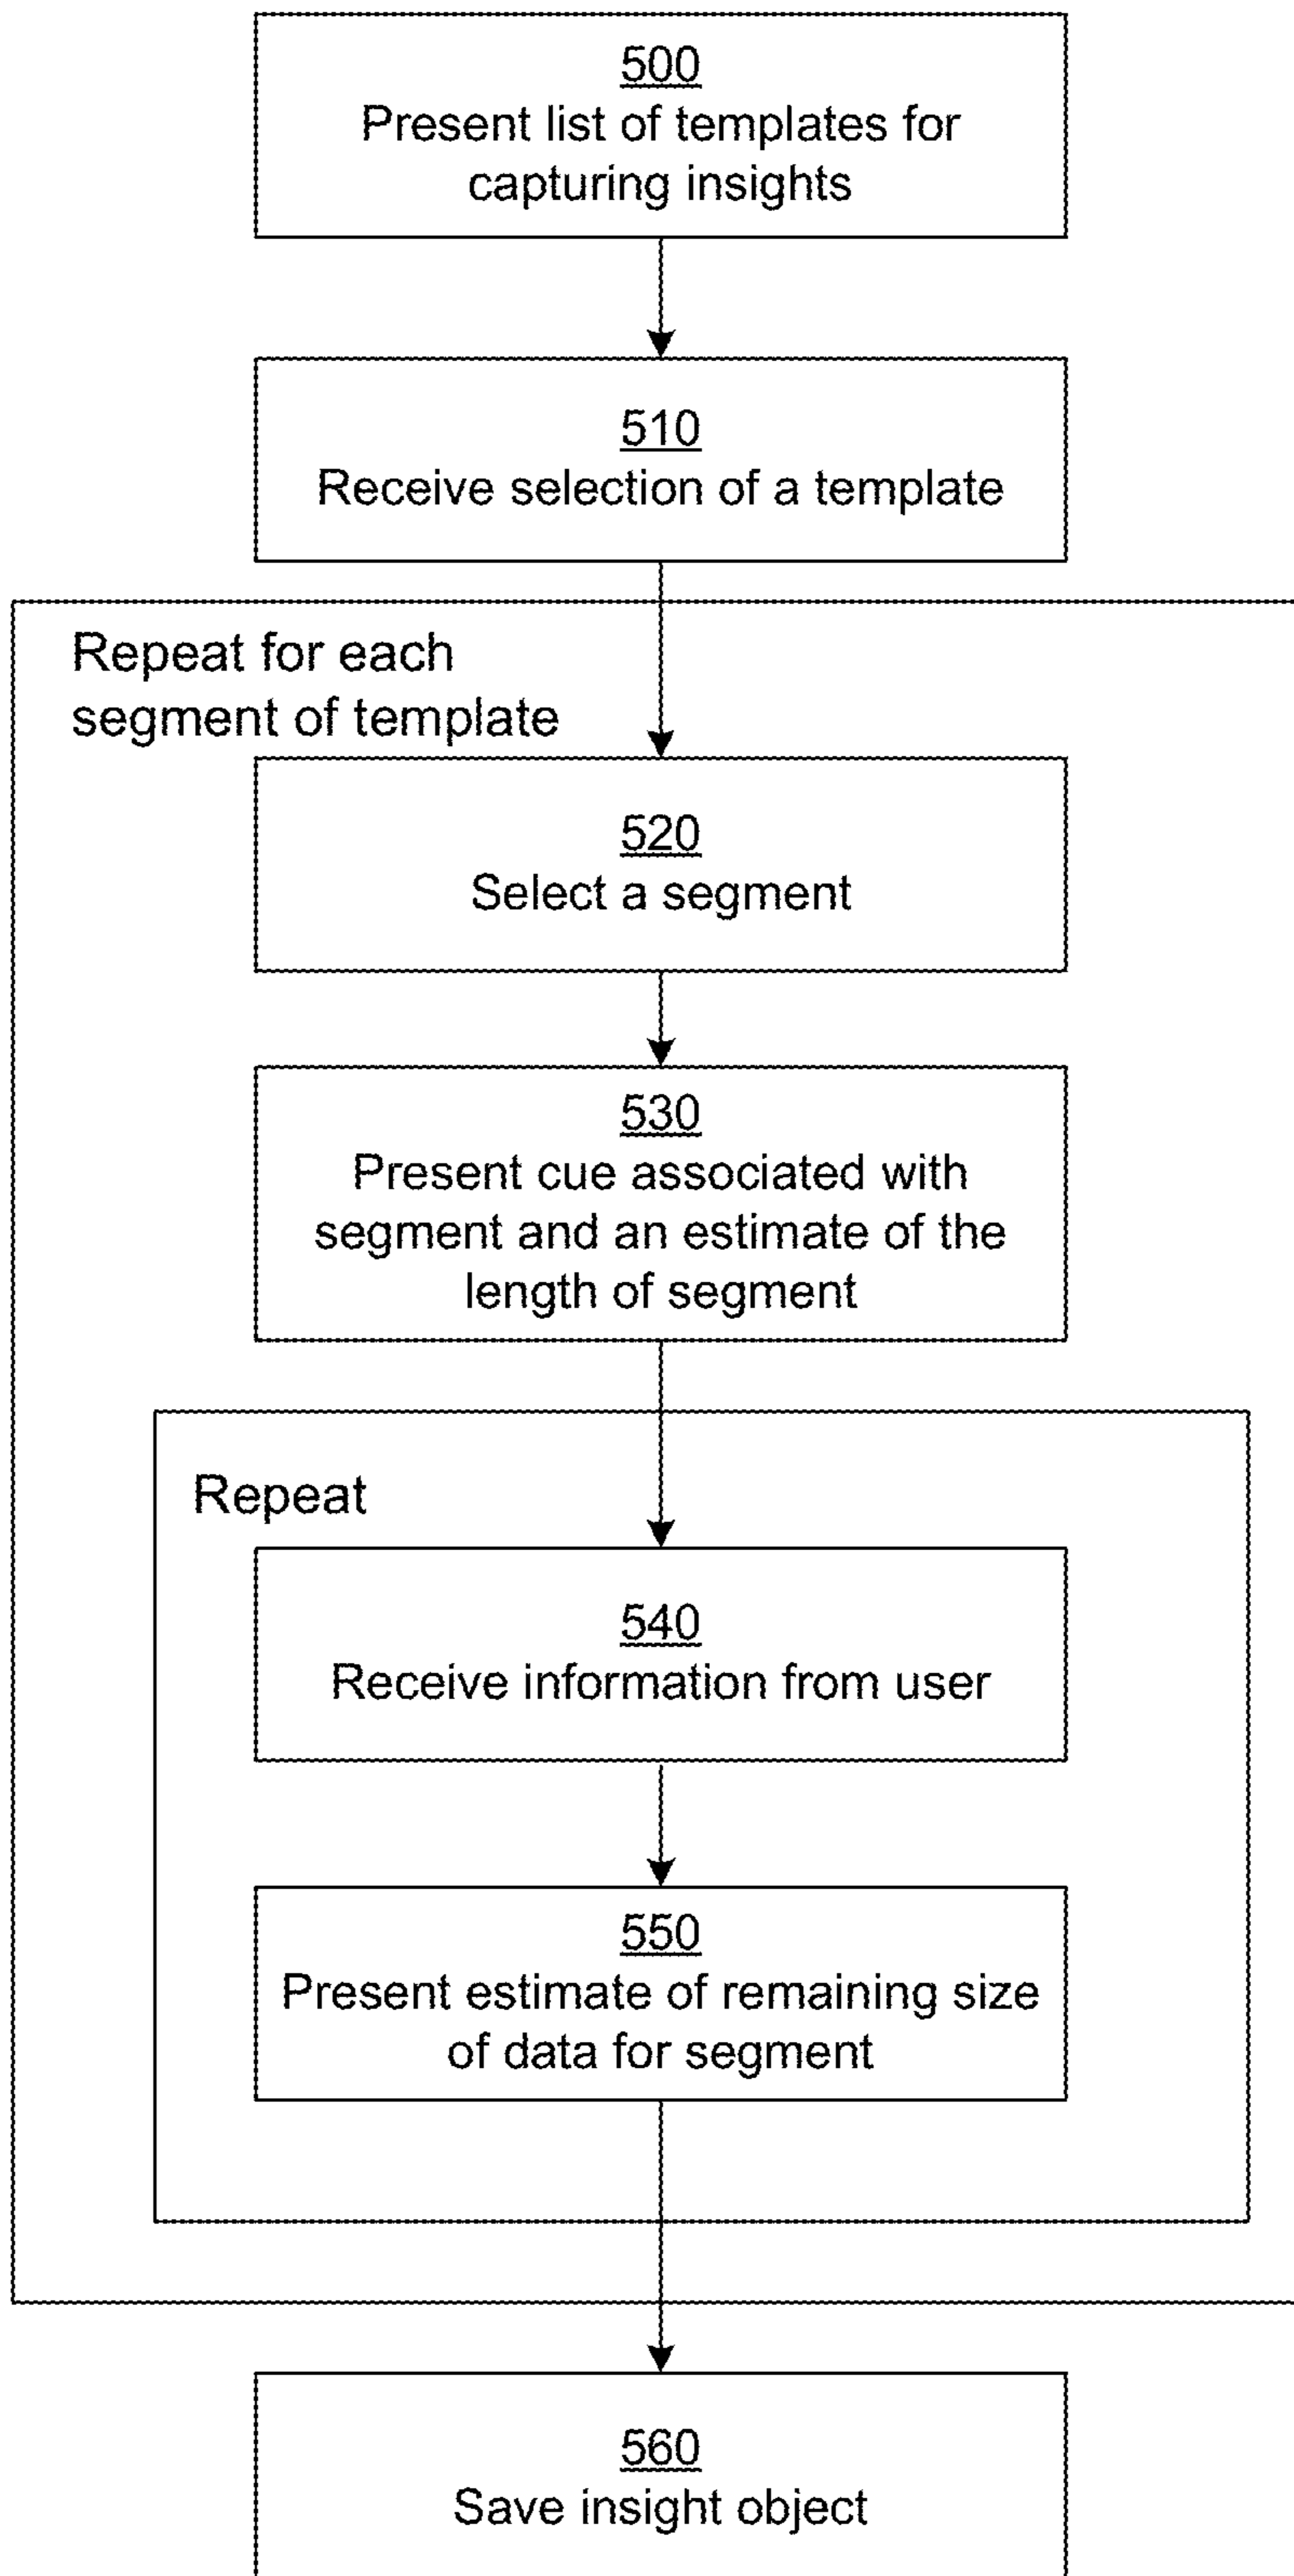 500
Present list of templates for
capturing insights
510
Receive selection of a template
Repeat for each
segment of template
520
Select a segment
530
Present cue associated with
segment and an estimate of the
length of segment
Repeat
540
Receive information from user
550
Present estimate of remaining size
of data for segment
560
Save insight object